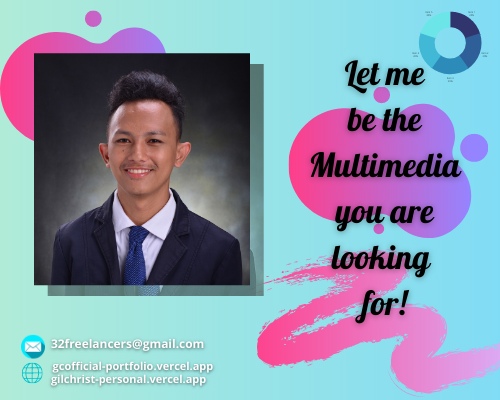 Let me
be the
Multimedia
you are
looking
for!
32freelancers@gmail.com
gcofficial-portfolio.vercel.app
gilchrist-personal.vercel.app